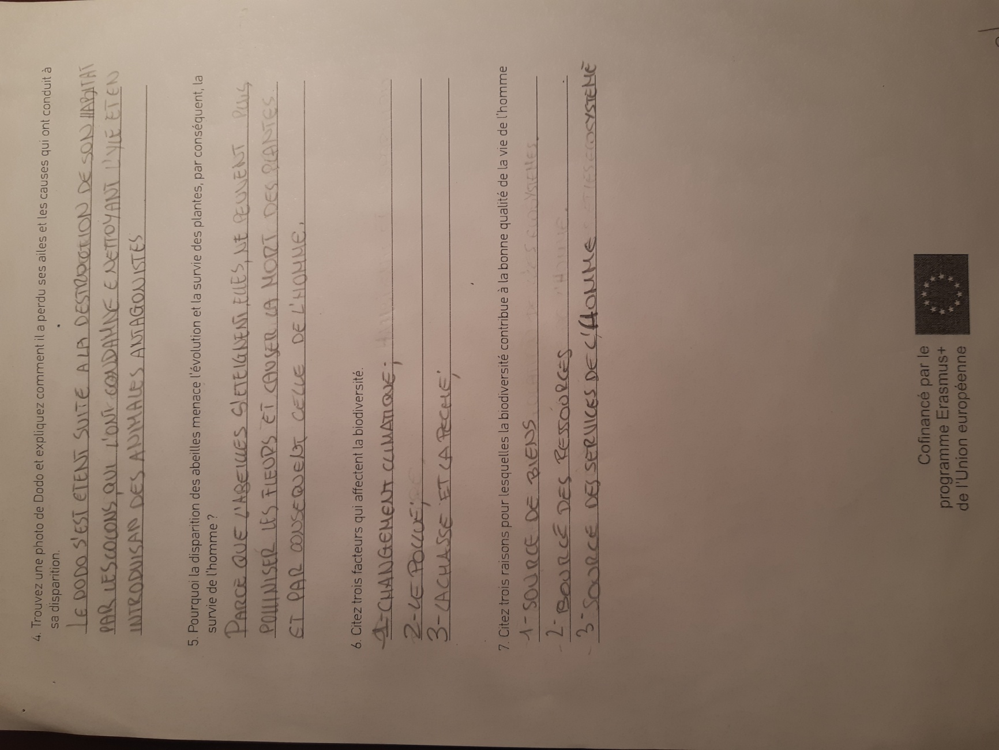 4. Trouvez une photo de Dodo et expliquez comment il a perdu ses ailes et les causes qui ont conduit à
sa disparition.
LE DODO S'EST ETENT SUITE A LA DESTRUCTION DE SON HABITAT
PAR LES COLONS, QUI L'ONT CONDAMNE E NETTOYANT L'YLE ET EN
INTRODUISAN DES ANIMALES ANTAGONISTES
5. Pourquoi la disparition des abeilles menace l'évolution et la survie des plantes, par conséquent, la
survie de l'homme ?
PARCE QUE L'ABEILLES S'ETEIGNENT, ELLES, NE PEUVENT PLUS
POLLINISER LES FLEURS ET CAUSER LA MORT DES PLANTES
ET PAR CONSEQUENT CELLE DE L'HOMME.
6. Citez trois facteurs qui affectent la biodiversité.
1-CHANGEMENT CLIMATIQUE;
2-LE POLLUÉ;
3-LA CHASSE ET LA PECHE;
7. Citez trois raisons pour lesquelles la biodiversité contribue à la bonne qualité de la vie de l'homme
1-SOURCE DE BIENS
2-SOURCE DES RESSOURCES
3-SOURCE DES SERVICES DE L'HOMME ET LES ECOSYSTEME
Cofinancé par le
programme Erasmus+
de l'Union européenne